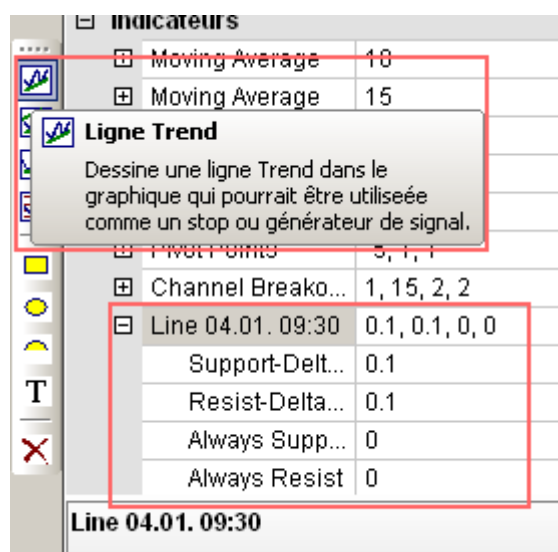 Indicateurs
Moving Average 10
Moving Average 15
Ligne Trend
Dessine une ligne Trend dans le
graphique qui pourrait être utiliseée
comme un stop ou générateur de signal.
Pivot Points
Channel Breako... 1, 15, 2, 2
Line 04.01. 09:30 0.1, 0.1, 0, 0
Support-Delt... 0.1
Resist-Delta... 0.1
Always Supp... 0
Always Resist 0
T
Line 04.01. 09:30